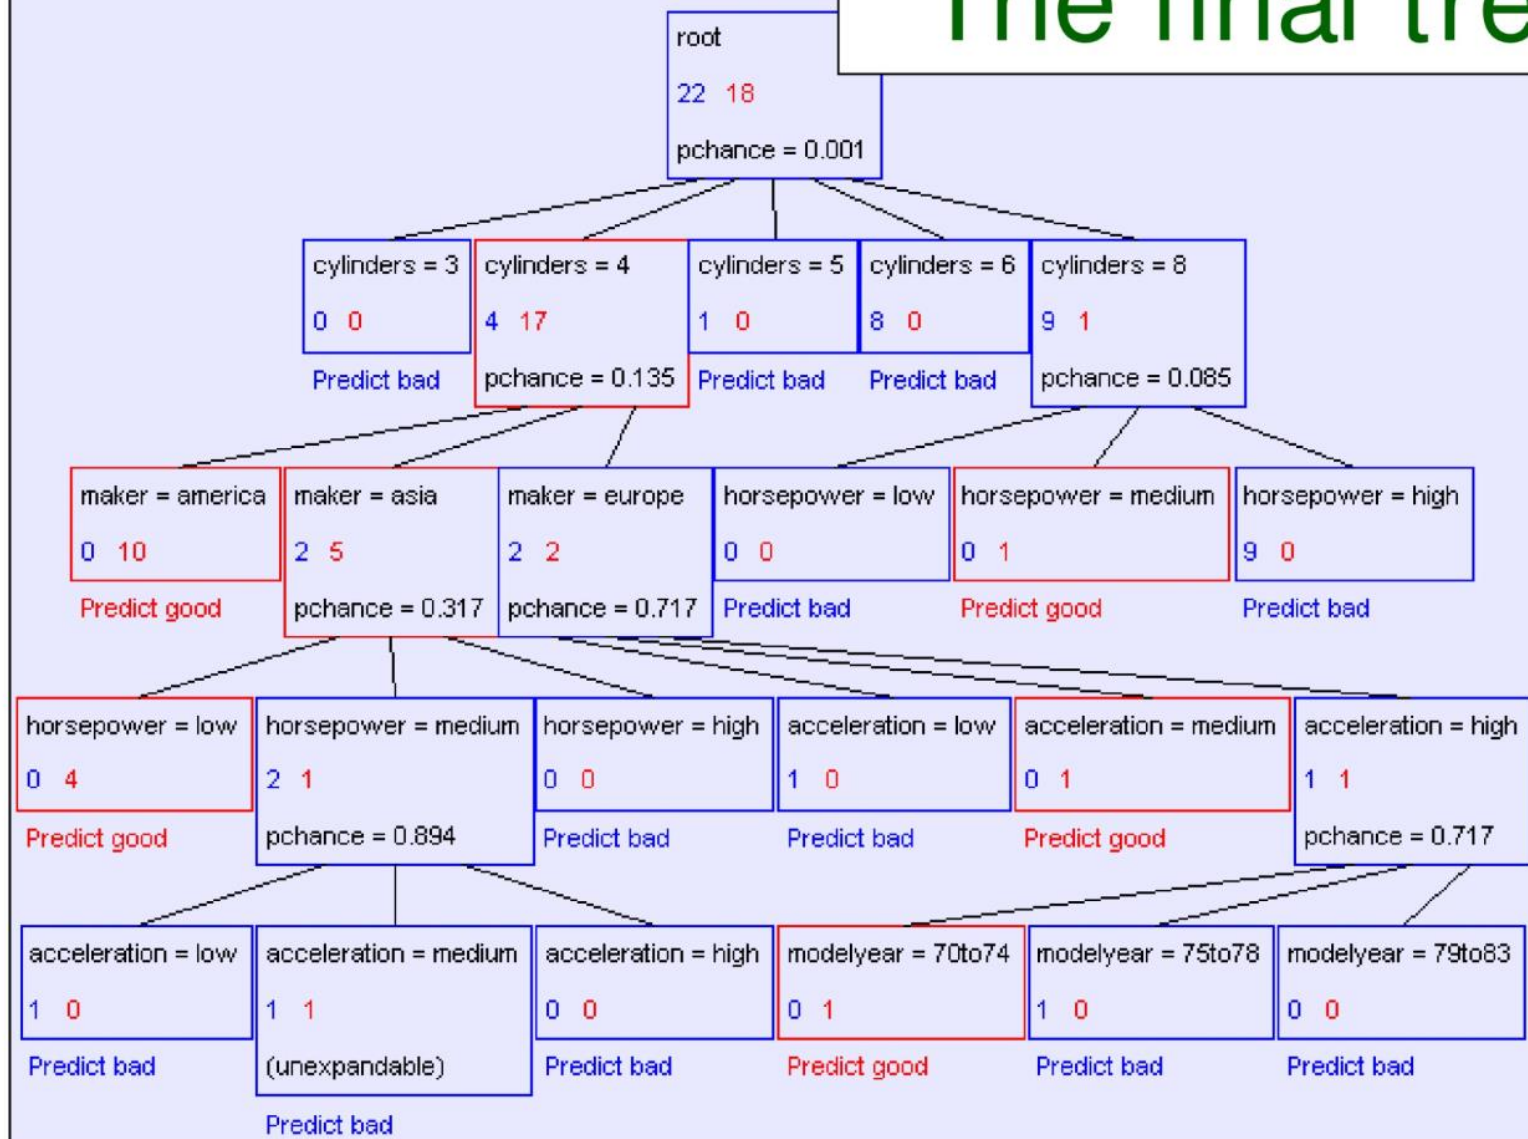 The final tre
root
22 18
pchance = 0.001
cylinders = 3
0 0
Predict bad
cylinders = 4
4 17
pchance = 0.135
cylinders = 5
1 0
Predict bad
cylinders = 6
8 0
Predict bad
cylinders = 8
9 1
pchance = 0.085
maker = america
0 10
Predict good
maker = asia
2 5
pchance = 0.317
maker = europe
2 2
pchance = 0.717
horsepower = low
0 0
Predict bad
horsepower = medium
0 1
Predict good
horsepower = high
9 0
Predict bad
horsepower = low
0 4
Predict good
horsepower = medium
2 1
pchance = 0.894
horsepower = high
0 0
Predict bad
acceleration = low
1 0
Predict bad
acceleration = medium
0 1
Predict good
acceleration = high
1 1
pchance = 0.717
acceleration = low
1 0
Predict bad
acceleration = medium
1 1
(unexpandable)
Predict bad
acceleration = high
0 0
Predict bad
modelyear = 70to74
0 1
Predict good
modelyear = 75to78
1 0
Predict bad
modelyear = 79to83
0 0
Predict bad